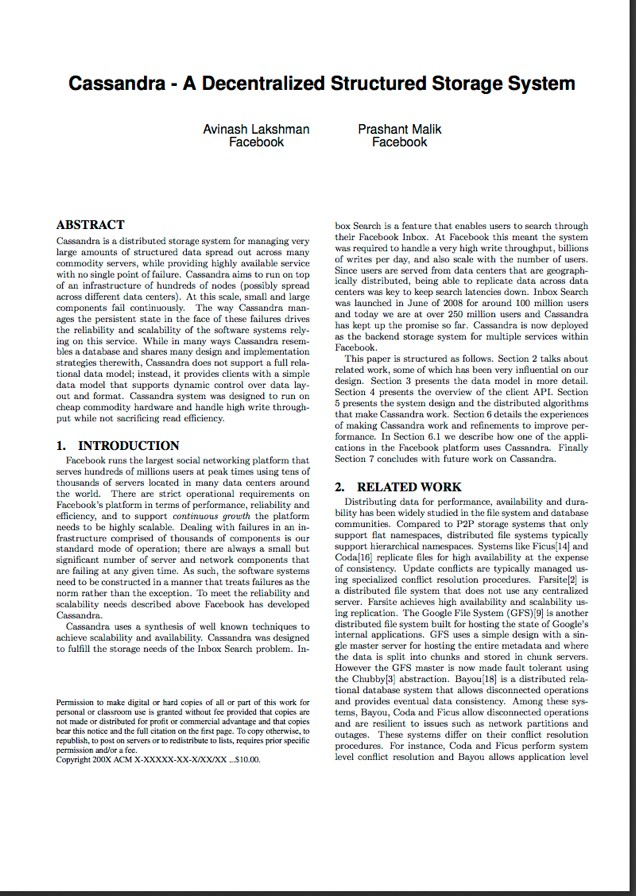 Cassandra - A Decentralized Structured Storage System
Avinash Lakshman
Facebook
Prashant Malik
Facebook
ABSTRACT
Cassandra is a distributed storage system for managing very
large amounts of structured data spread out across many
commodity servers, while providing highly available service
with no single point of failure. Cassandra aims to run on top
of an infrastructure of hundreds of nodes (possibly spread
across different data centers). At this scale, small and large
components fail continuously. The way Cassandra man-
ages the persistent state in the face of these failures drives
the reliability and scalability of the software systems rely-
ing on this service. While in many ways Cassandra resem-
bles a database and shares many design and implementation
strategies therewith, Cassandra does not support a full rela-
tional data model; instead, it provides clients with a simple
data model that supports dynamic control over data lay-
out and format. Cassandra system was designed to run on
cheap commodity hardware and handle high write through-
put while not sacrificing read efficiency.
1. INTRODUCTION
Facebook runs the largest social networking platform that
serves hundreds of millions users at peak times using tens of
thousands of servers located in many data centers around
the world. There are strict operational requirements on
Facebook's platform in terms of performance, reliability and
efficiency, and to support continuous growth the platform
needs to be highly scalable. Dealing with failures in an in-
frastructure comprised of thousands of components is our
standard mode of operation; there are always a small but
significant number of server and network components that
are failing at any given time. As such, the software systems
need to be constructed in a manner that treats failures as the
norm rather than the exception. To meet the reliability and
scalability needs described above Facebook has developed
Cassandra.
Cassandra uses a synthesis of well known techniques to
achieve scalability and availability. Cassandra was designed
to fulfill the storage needs of the Inbox Search problem. In-
Permission to make digital or hard copies of all or part of this work for
personal or classroom use is granted without fee provided that copies are
not made or distributed for profit or commercial advantage and that copies
bear this notice and the full citation on the first page. To copy otherwise, to
republish, to post on servers or to redistribute to lists, requires prior specific
permission and/or a fee.
Copyright 200X ACM X-XXXXX-XX-X/XX/XX ...$10.00.
box Search is a feature that enables users to search through
their Facebook Inbox. At Facebook this meant the system
was required to handle a very high write throughput, billions
of writes per day, and also scale with the number of users.
Since users are served from data centers that are geograph-
ically distributed, being able to replicate data across data
centers was key to keep search latencies down. Inbox Search
was launched in June of 2008 for around 100 million users
and today we are at over 250 million users and Cassandra
has kept up the promise so far. Cassandra is now deployed
as the backend storage system for multiple services within
Facebook.
This paper is structured as follows. Section 2 talks about
related work, some of which has been very influential on our
design. Section 3 presents the data model in more detail.
Section 4 presents the overview of the client API. Section
5 presents the system design and the distributed algorithms
that make Cassandra work. Section 6 details the experiences
of making Cassandra work and refinements to improve per-
formance. In Section 6.1 we describe how one of the appli-
cations in the Facebook platform uses Cassandra. Finally
Section 7 concludes with future work on Cassandra.
2. RELATED WORK
Distributing data for performance, availability and dura-
bility has been widely studied in the file system and database
communities. Compared to P2P storage systems that only
support flat namespaces, distributed file systems typically
support hierarchical namespaces. Systems like Ficus[14] and
Coda[16] replicate files for high availability at the expense
of consistency. Update conflicts are typically managed us-
ing specialized conflict resolution procedures. Farsite[2] is
a distributed file system that does not use any centralized
server. Farsite achieves high availability and scalability us-
ing replication. The Google File System (GFS)[9] is another
distributed file system built for hosting the state of Google's
internal applications. GFS uses a simple design with a sin-
gle master server for hosting the entire metadata and where
the data is split into chunks and stored in chunk servers.
However the GFS master is now made fault tolerant using
the Chubby[3] abstraction. Bayou[18] is a distributed rela-
tional database system that allows disconnected operations
and provides eventual data consistency. Among these sys-
tems, Bayou, Coda and Ficus allow disconnected operations
and are resilient to issues such as network partitions and
outages. These systems differ on their conflict resolution
procedures. For instance, Coda and Ficus perform system
level conflict resolution and Bayou allows application level